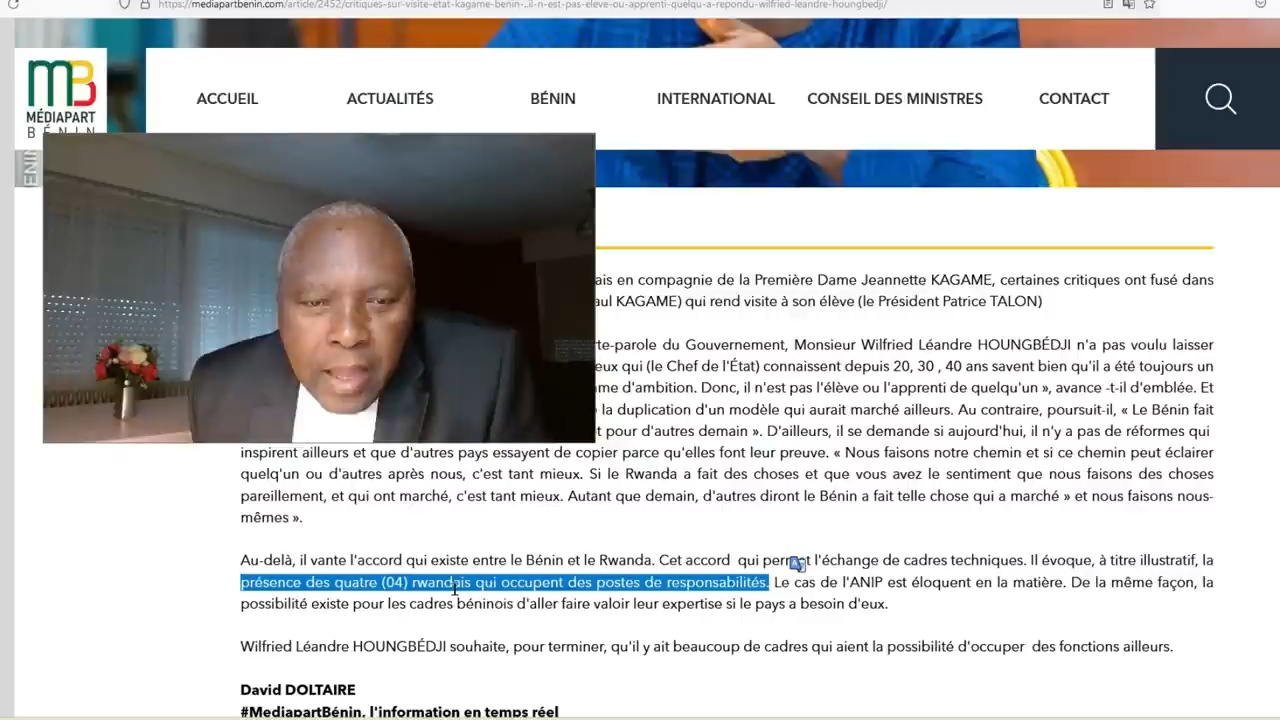 https://mediapartbenin.com/article/2452/critiques-sur-visite-etat-kagame-benin-..il-n-est-pas-eleve-ou-apprenti-quelqu-a-repondu-wilfried-leandre-houngbedji/
MB
MÉDIAPART
BÉNIN
ACCUEIL
ACTUALITÉS
BÉNIN
INTERNATIONAL
CONSEIL DES MINISTRES
CONTACT
ais en compagnie de la Première Dame Jeannette KAGAME, certaines critiques ont fusé dans
aul KAGAME) qui rend visite à son élève (le Président Patrice TALON)
te-parole du Gouvernement, Monsieur Wilfried Léandre HOUNGBÉDJI n'a pas voulu laisser
eux qui (le Chef de l'État) connaissent depuis 20, 30 , 40 ans savent bien qu'il a été toujours un
me d'ambition. Donc, il n'est pas l'élève ou l'apprenti de quelqu'un », avance -t-il d'emblée. Et
la duplication d'un modèle qui aurait marché ailleurs. Au contraire, poursuit-il, « Le Bénin fait
t pour d'autres demain ». D'ailleurs, il se demande si aujourd'hui, il n'y a pas de réformes qui
inspirent ailleurs et que d'autres pays essayent de copier parce qu'elles font leur preuve. « Nous faisons notre chemin et si ce chemin peut éclairer
quelq'un ou d'autres après nous, c'est tant mieux. Si le Rwanda a fait des choses et que vous avez le sentiment que nous faisons des choses
pareillement, et qui ont marché, c'est tant mieux. Autant que demain, d'autres diront le Bénin a fait telle chose qui a marché » et nous faisons nous-
mêmes ».
Au-delà, il vante l'accord qui existe entre le Bénin et le Rwanda. Cet accord qui permet l'échange de cadres techniques. Il évoque, à titre illustratif, la
présence des quatre (04) rwandais qui occupent des postes de responsabilités. Le cas de l'ANIP est éloquent en la matière. De la même façon, la
possibilité existe pour les cadres béninois d'aller faire valoir leur expertise si le pays a besoin d'eux.
Wilfried Léandre HOUNGBÉDJI souhaite, pour terminer, qu'il y ait beaucoup de cadres qui aient la possibilité d'occuper des fonctions ailleurs.
David DOLTAIRE
#MediapartBénin, l'information en temps réel